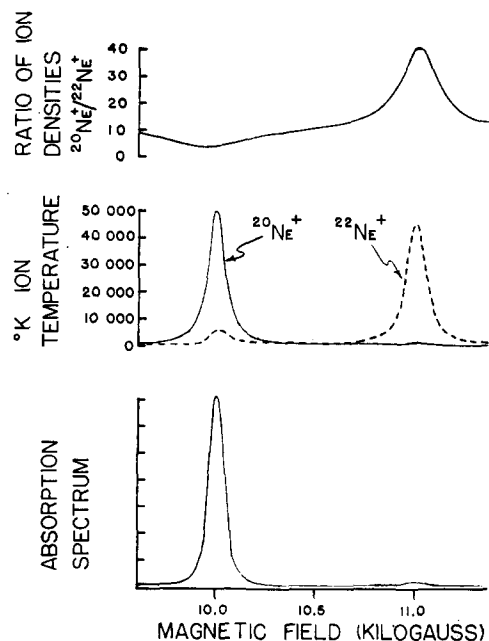 RATIO OF ION
DENSITIES
²⁰NE⁺/²²NE⁺
40
30
20
10
0
°K ION
TEMPERATURE
50 000
40 000
30 000
20 000
10 000
0
²⁰NE⁺
²²NE⁺
ABSORPTION
SPECTRUM
10.0
10.5
11.0
MAGNETIC FIELD (KILOGAUSS)